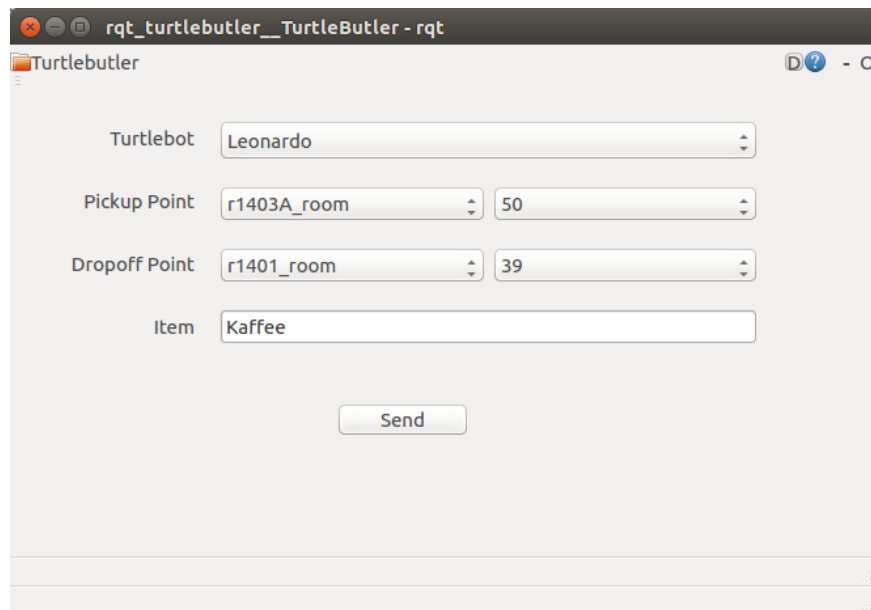 rqt_turtlebutler__TurtleButler - rqt
Turtlebutler D ? - O
Turtlebot Leonardo
Pickup Point r1403A_room 50
Dropoff Point r1401_room 39
Item Kaffee
Send